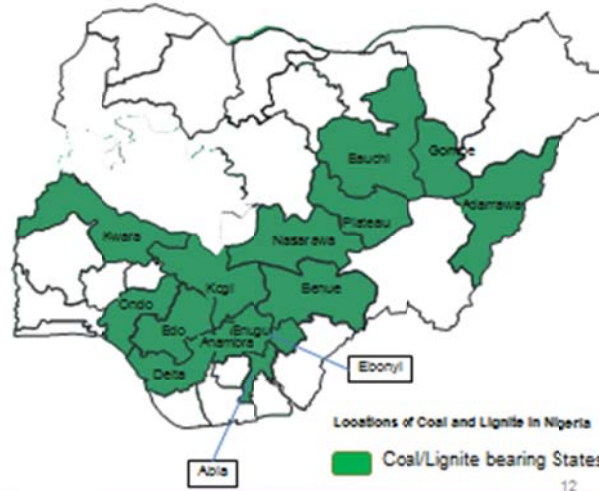 Bauchi
Gombe
Adamawa
Plateau
Nasarawa
Kwara
Kogi
Benue
Ondo
Edo
Enugu
Anambra
Delta
Ebonyi
Abia
Locations of Coal and Lignite in Nigeria
Coal/Lignite bearing States
12